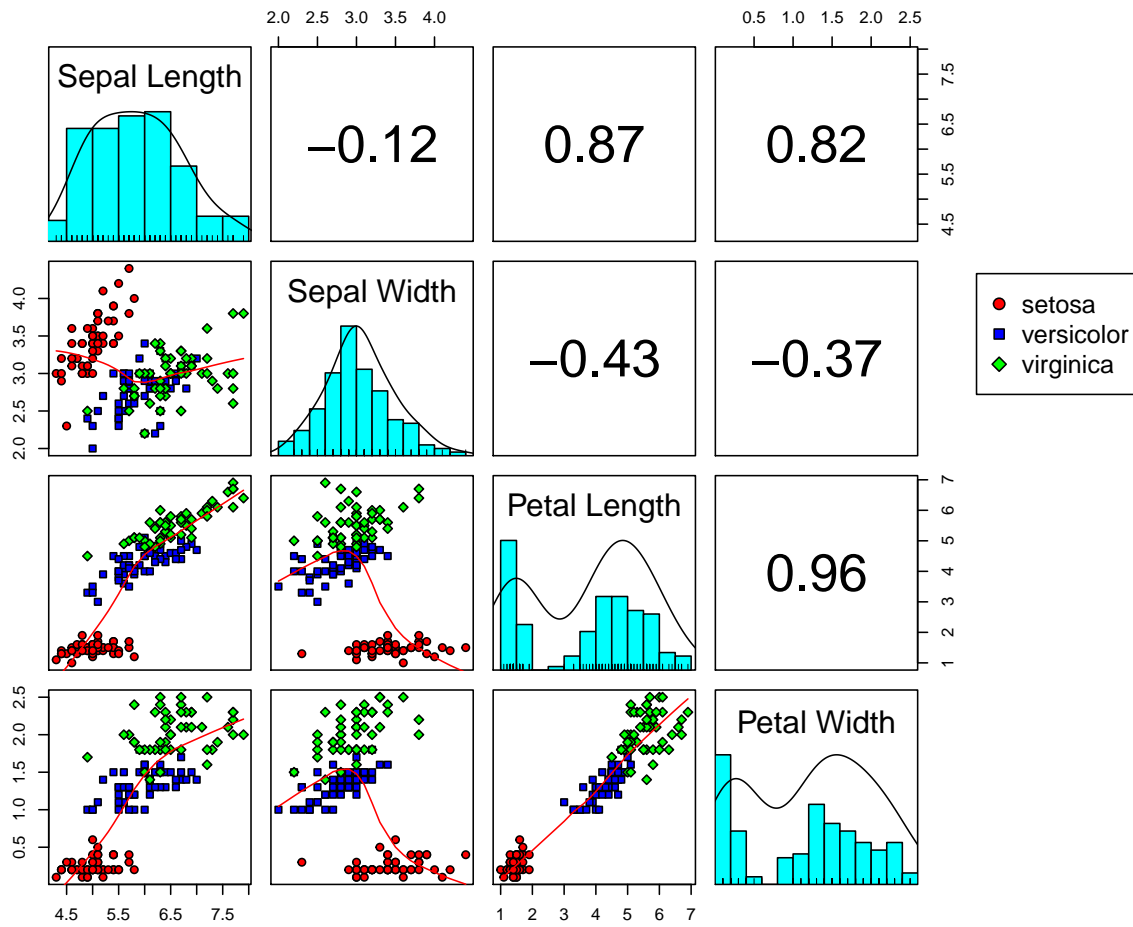 2.0 2.5 3.0 3.5 4.0
0.5 1.0 1.5 2.0 2.5
Sepal Length
−0.12
0.87
0.82
4.5 5.5 6.5 7.5
2.0 2.5 3.0 3.5 4.0
Sepal Width
−0.43
−0.37
setosa
versicolor
virginica
Petal Length
0.96
1 2 3 4 5 6 7
0.5 1.0 1.5 2.0 2.5
Petal Width
4.5 5.5 6.5 7.5
1 2 3 4 5 6 7